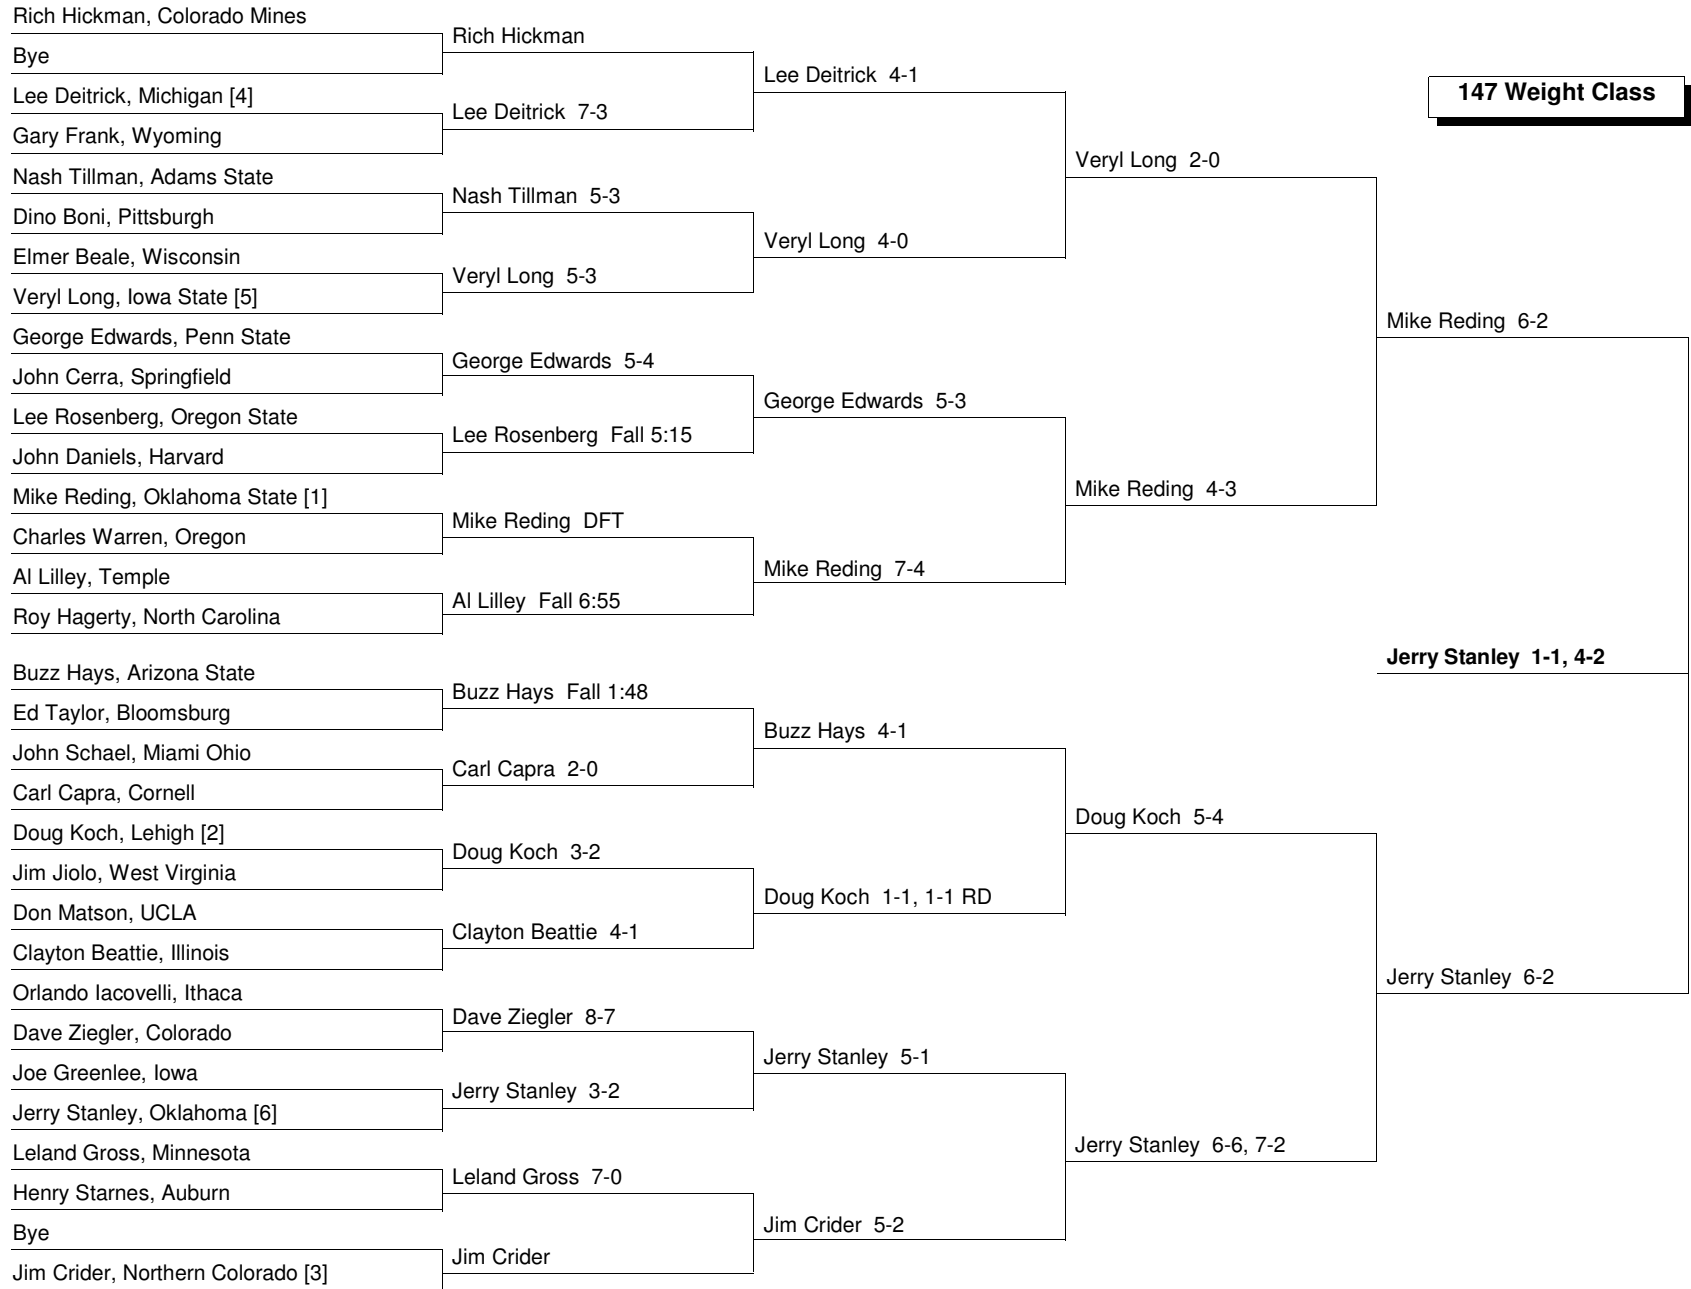 Rich Hickman, Colorado Mines
Bye
Lee Deitrick, Michigan [4]
Gary Frank, Wyoming
Nash Tillman, Adams State
Dino Boni, Pittsburgh
Elmer Beale, Wisconsin
Veryl Long, Iowa State [5]
George Edwards, Penn State
John Cerra, Springfield
Lee Rosenberg, Oregon State
John Daniels, Harvard
Mike Reding, Oklahoma State [1]
Charles Warren, Oregon
Al Lilley, Temple
Roy Hagerty, North Carolina
Buzz Hays, Arizona State
Ed Taylor, Bloomsburg
John Schael, Miami Ohio
Carl Capra, Cornell
Doug Koch, Lehigh [2]
Jim Jiolo, West Virginia
Don Matson, UCLA
Clayton Beattie, Illinois
Orlando Iacovelli, Ithaca
Dave Ziegler, Colorado
Joe Greenlee, Iowa
Jerry Stanley, Oklahoma [6]
Leland Gross, Minnesota
Henry Starnes, Auburn
Bye
Jim Crider, Northern Colorado [3]
Rich Hickman
Lee Deitrick 7-3
Nash Tillman 5-3
Veryl Long 5-3
George Edwards 5-4
Lee Rosenberg Fall 5:15
Mike Reding DFT
Al Lilley Fall 6:55
Buzz Hays Fall 1:48
Carl Capra 2-0
Doug Koch 3-2
Clayton Beattie 4-1
Dave Ziegler 8-7
Jerry Stanley 3-2
Leland Gross 7-0
Jim Crider
Lee Deitrick 4-1
Veryl Long 4-0
George Edwards 5-3
Mike Reding 7-4
Buzz Hays 4-1
Doug Koch 1-1, 1-1 RD
Jerry Stanley 5-1
Jim Crider 5-2
Veryl Long 2-0
Mike Reding 4-3
Doug Koch 5-4
Jerry Stanley 6-6, 7-2
Mike Reding 6-2
Jerry Stanley 6-2
Jerry Stanley 1-1, 4-2
147 Weight Class